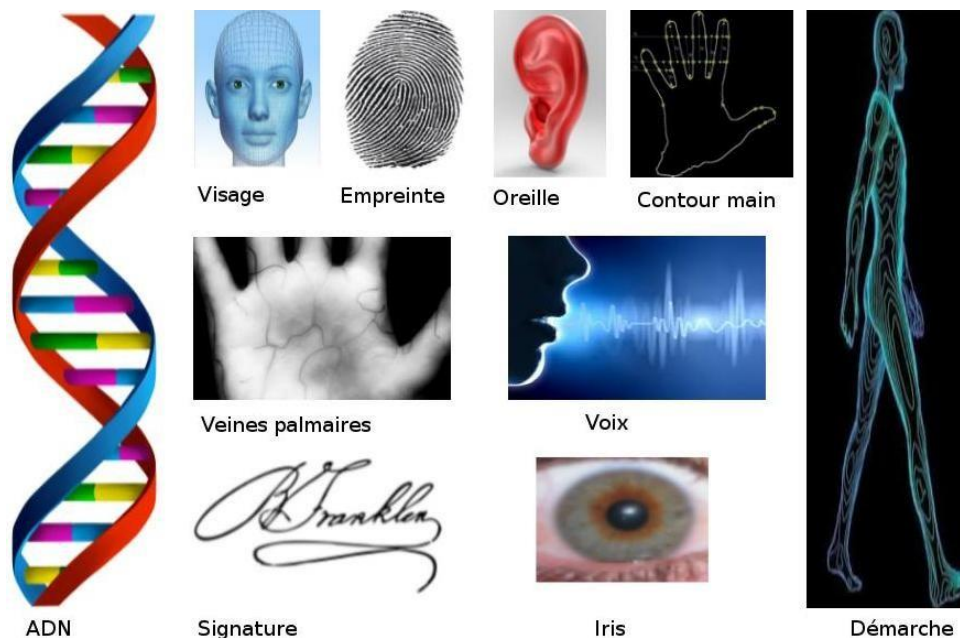 Visage
Empreinte
Oreille
Contour main
Veines palmaires
Voix
B Franklin
ADN
Signature
Iris
Démarche